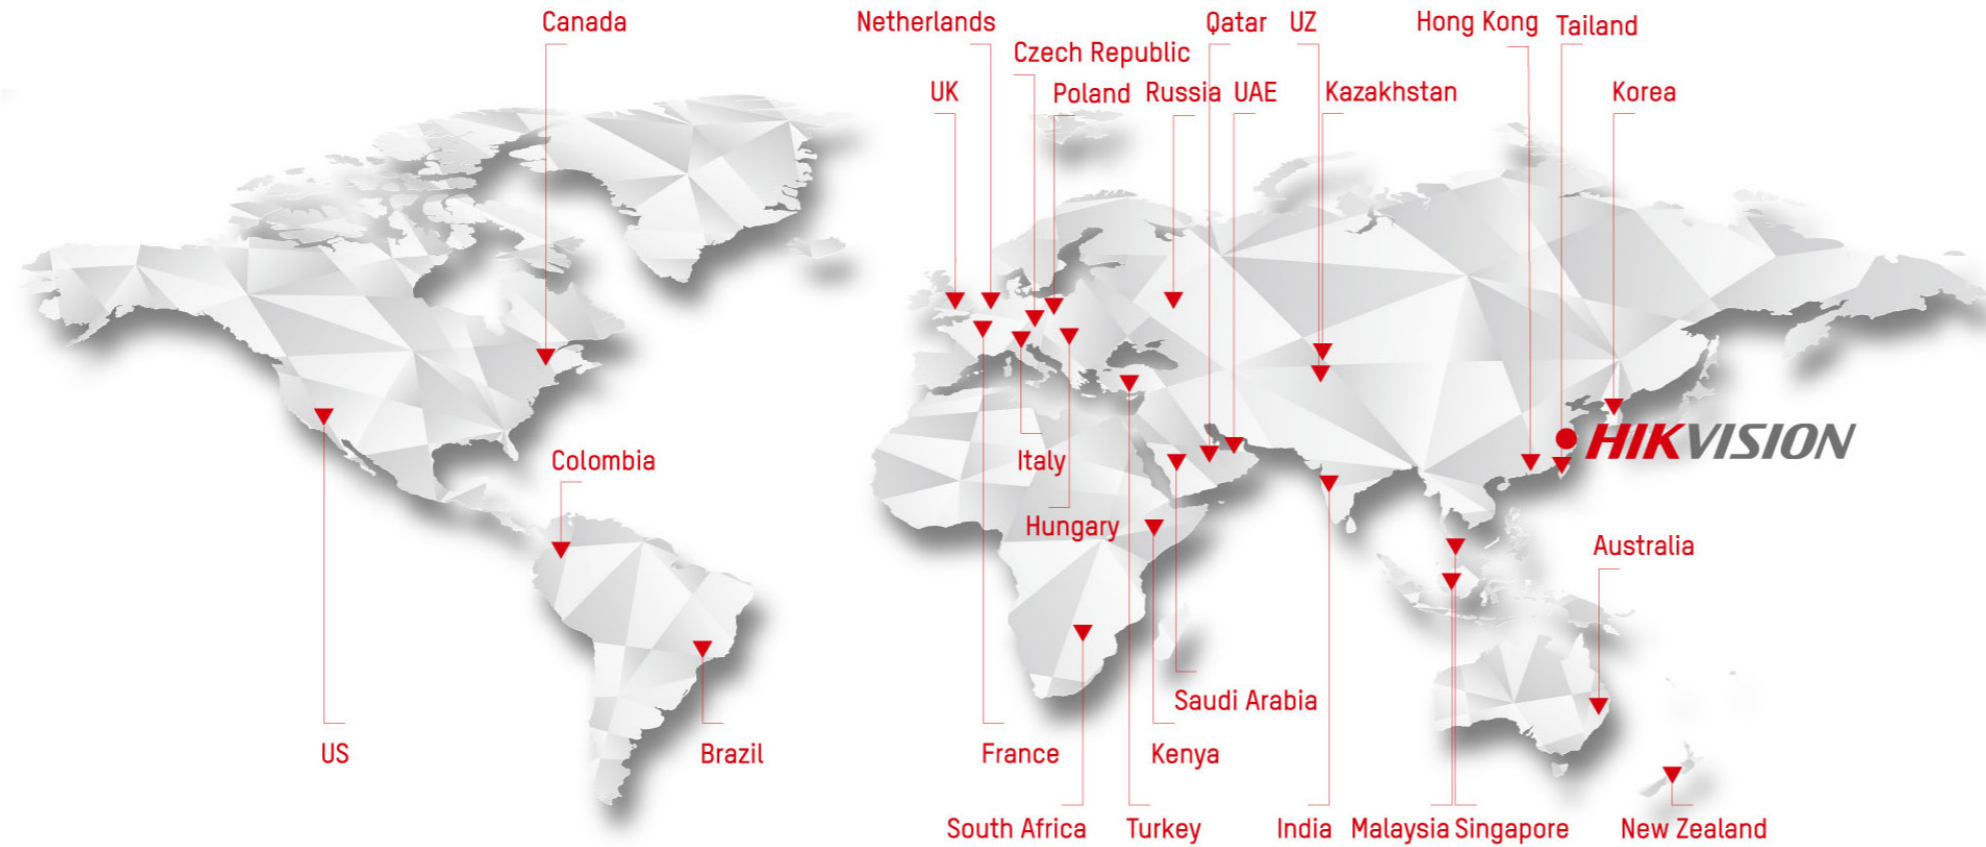 Canada
Netherlands
Qatar
UZ
Hong Kong
Tailand
Czech Republic
UK
Poland
Russia
UAE
Kazakhstan
Korea
HIKVISION
Colombia
Italy
Hungary
Australia
Saudi Arabia
US
Brazil
France
Kenya
South Africa
Turkey
India
Malaysia
Singapore
New Zealand